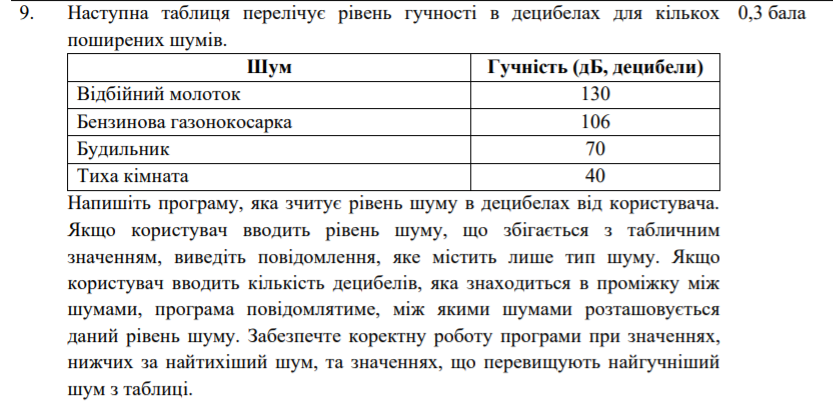 9. Наступна таблиця перелічує рівень гучності в децибелах для кількох 0,3 бала
поширених шумів.
Шум Гучність (дБ, децибели)
Відбійний молоток 130
Бензинова газонокосарка 106
Будильник 70
Тиха кімната 40
Напишіть програму, яка зчитує рівень шуму в децибелах від користувача.
Якщо користувач вводить рівень шуму, що збігається з табличним
значенням, виведіть повідомлення, яке містить лише тип шуму. Якщо
користувач вводить кількість децибелів, яка знаходиться в проміжку між
шумами, програма повідомлятиме, між якими шумами розташовується
даний рівень шуму. Забезпечте коректну роботу програми при значеннях,
нижчих за найтихіший шум, та значеннях, що перевищують найгучніший
шум з таблиці.